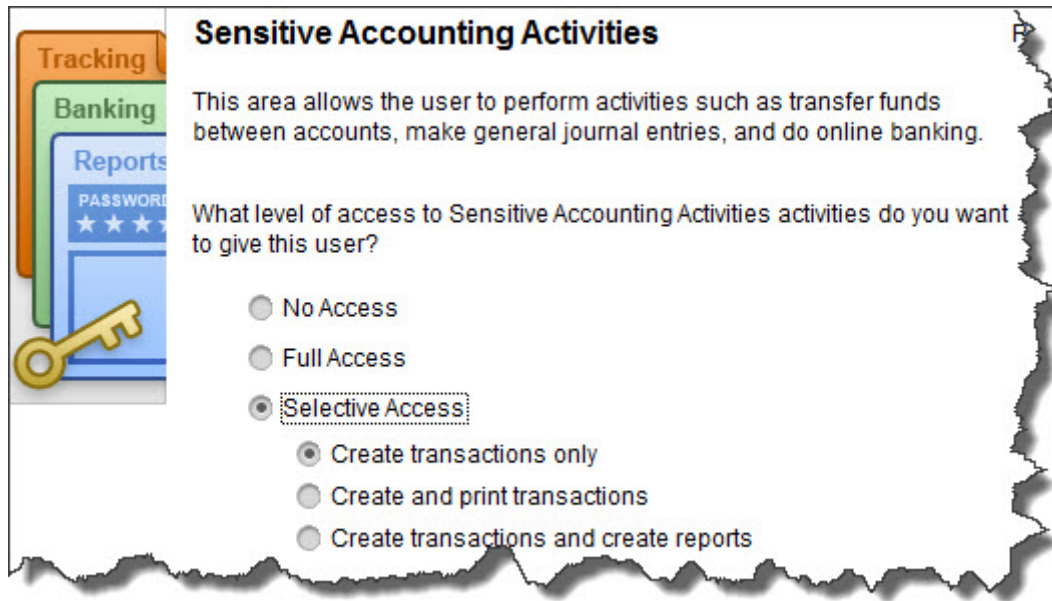 Tracking
Banking
Reports
PASSWORD
Sensitive Accounting Activities
This area allows the user to perform activities such as transfer funds
between accounts, make general journal entries, and do online banking.
What level of access to Sensitive Accounting Activities activities do you want
to give this user?
No Access
Full Access
Selective Access
Create transactions only
Create and print transactions
Create transactions and create reports